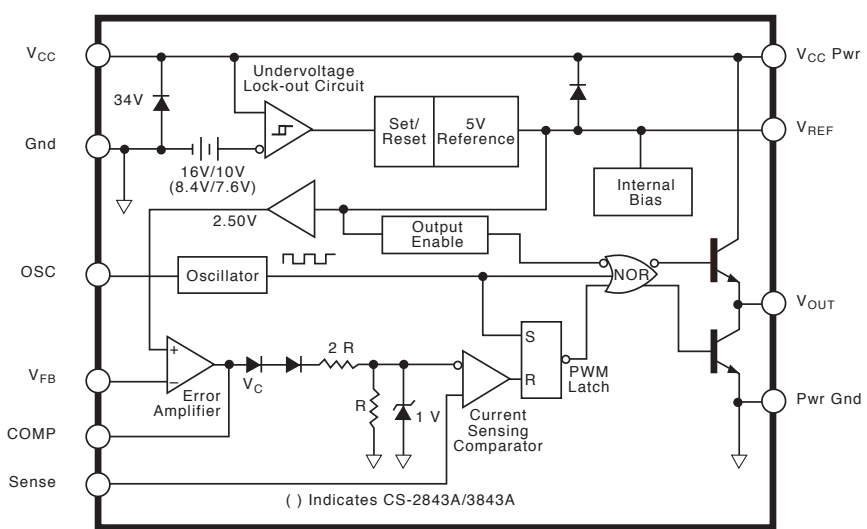 VCC
34V
Undervoltage
Lock-out Circuit
VCC Pwr
Set/
Reset
5V
Reference
VREF
Gnd
16V/10V
(8.4V/7.6V)
Internal
Bias
2.50V
Output
Enable
OSC
Oscillator
NOR
VOUT
S
R
PWM
Latch
2 R
+
–
VFB
Error
Amplifier
VC
R
1 V
Current
Sensing
Comparator
Pwr Gnd
COMP
Sense
( ) Indicates CS-2843A/3843A